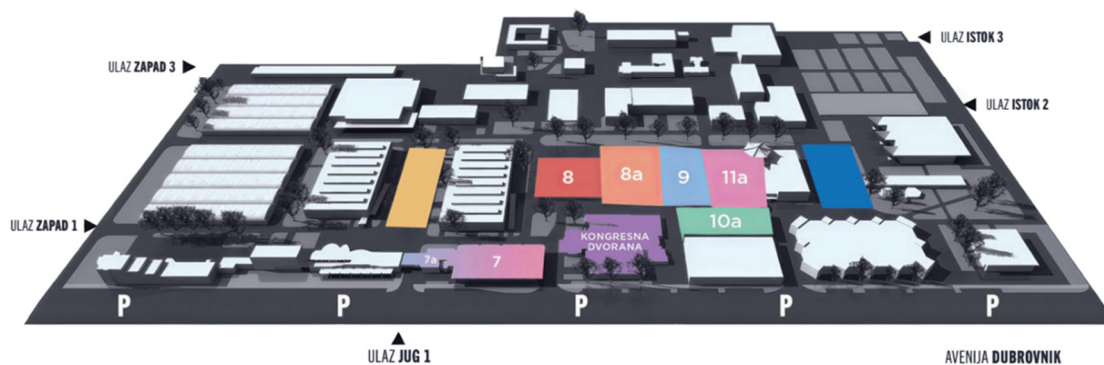 ULAZ ISTOK 3
ULAZ ZAPAD 3
ULAZ ISTOK 2
8
8a
9
11a
10a
ULAZ ZAPAD 1
KONGRESNA
DVORANA
7a
7
P P P P P
ULAZ JUG 1
AVENIJA DUBROVNIK